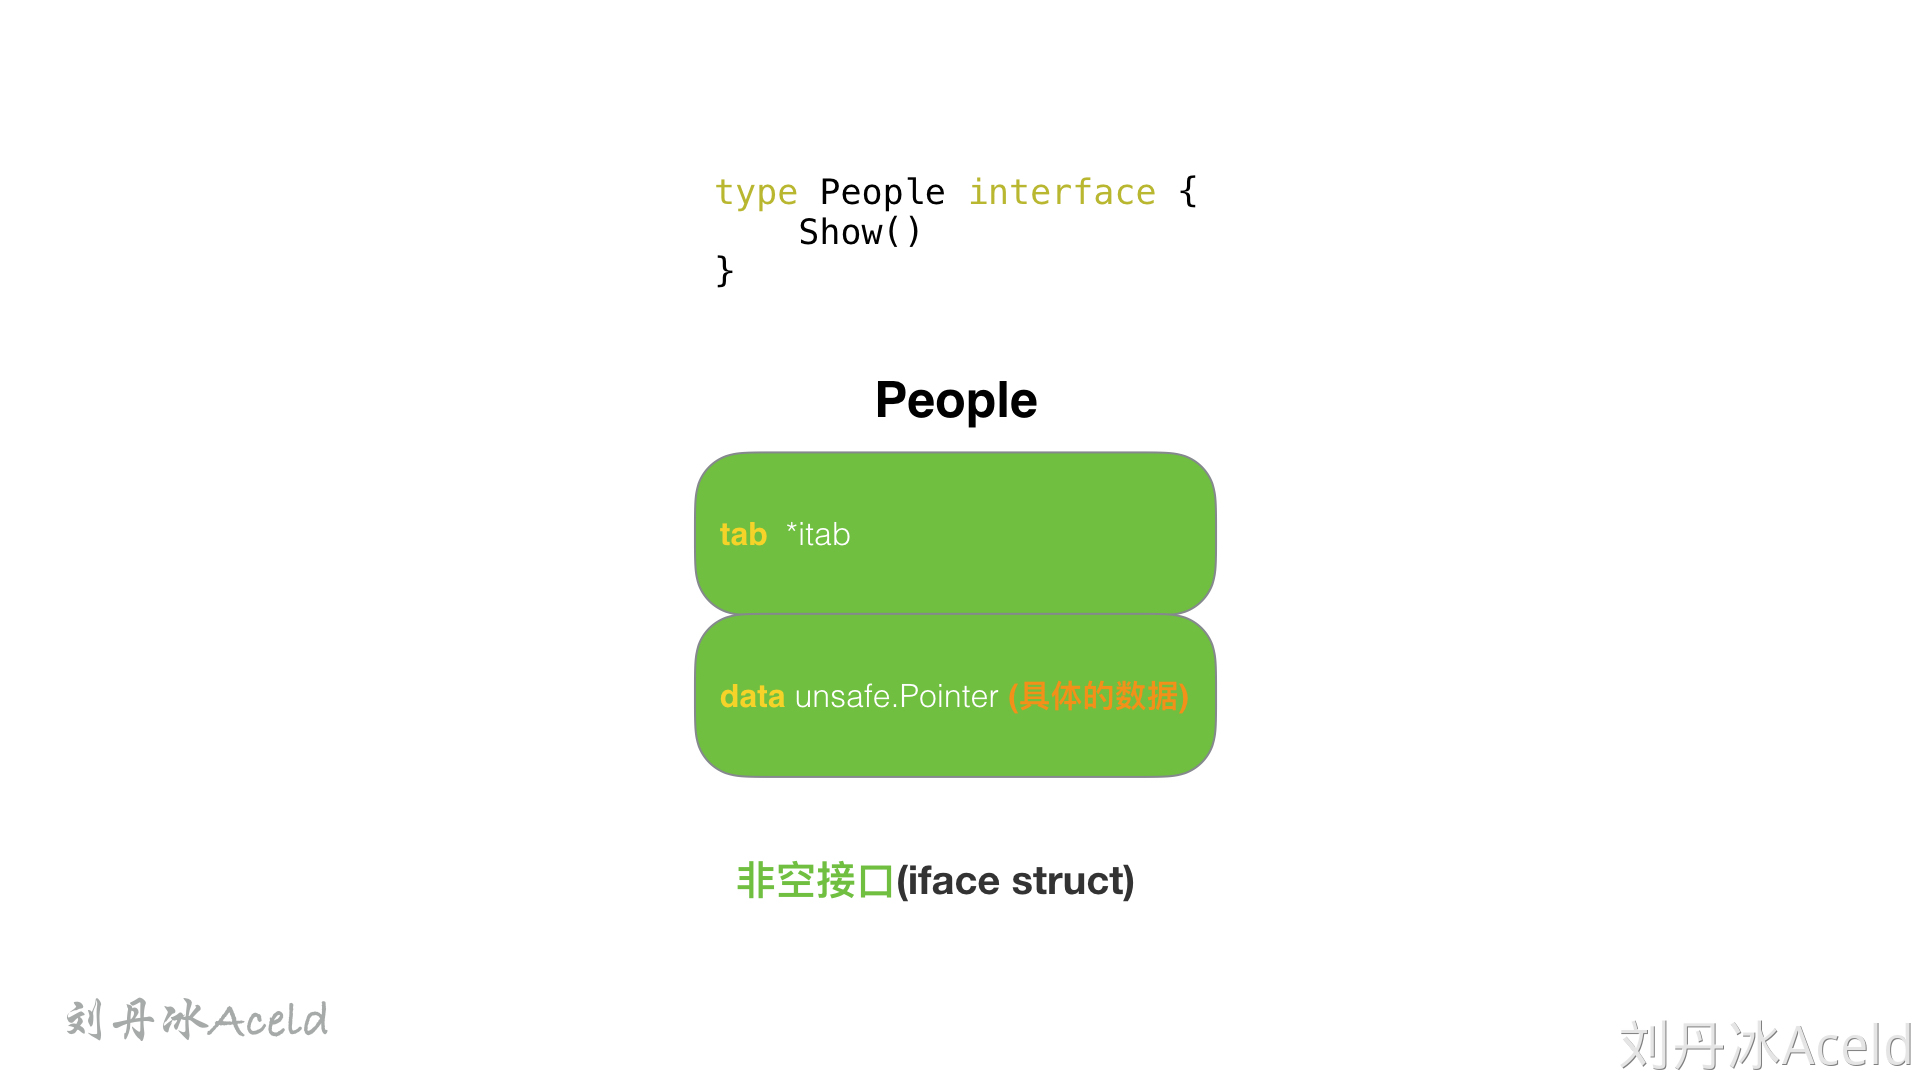 type People interface {
    Show()
}
People
tab *itab
data unsafe.Pointer (具体的数据)
非空接口(iface struct)
刘丹冰Aceld
刘丹冰Aceld